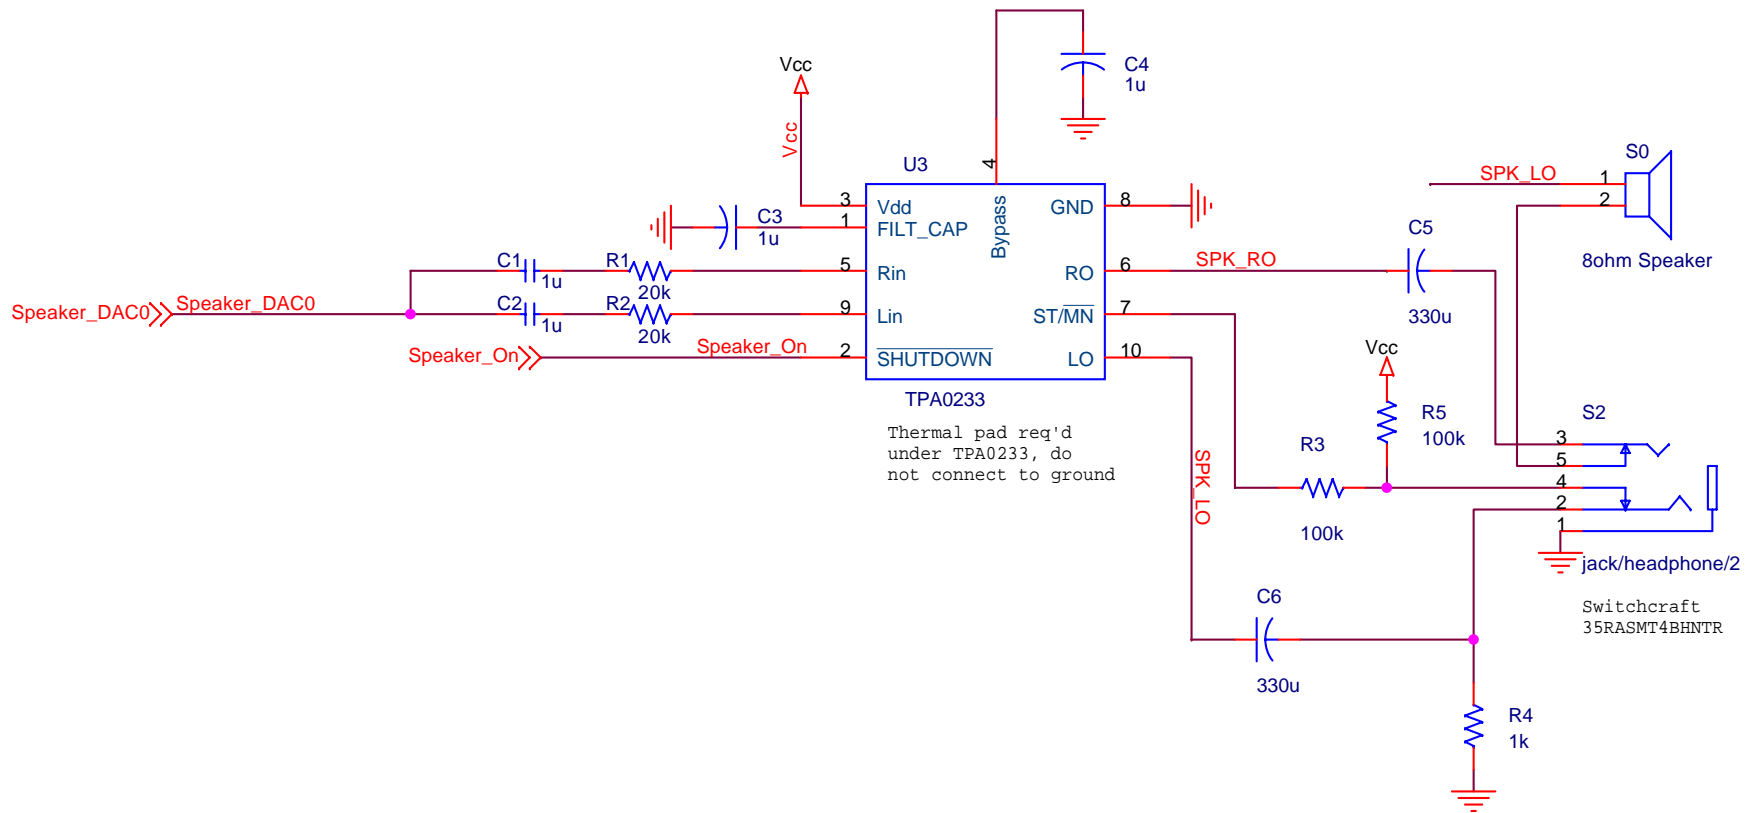 C4
1u
Vcc
Vcc
U3
4
S0
SPK_LO
1
2
8ohm Speaker
3
Vdd
1
FILT_CAP
Bypass
GND
8
C3
1u
C5
330u
C1
1u
R1
20k
5
Rin
RO
6
SPK_RO
Speaker_DAC0
Speaker_DAC0
C2
1u
R2
20k
9
Lin
ST/MN
7
Speaker_On
Speaker_On
2
SHUTDOWN
LO
10
TPA0233
Thermal pad req'd
under TPA0233, do
not connect to ground
Vcc
R5
100k
R3
100k
SPK_LO
S2
3
5
4
2
1
jack/headphone/2
Switchcraft
35RASMT4BHNTR
C6
330u
R4
1k